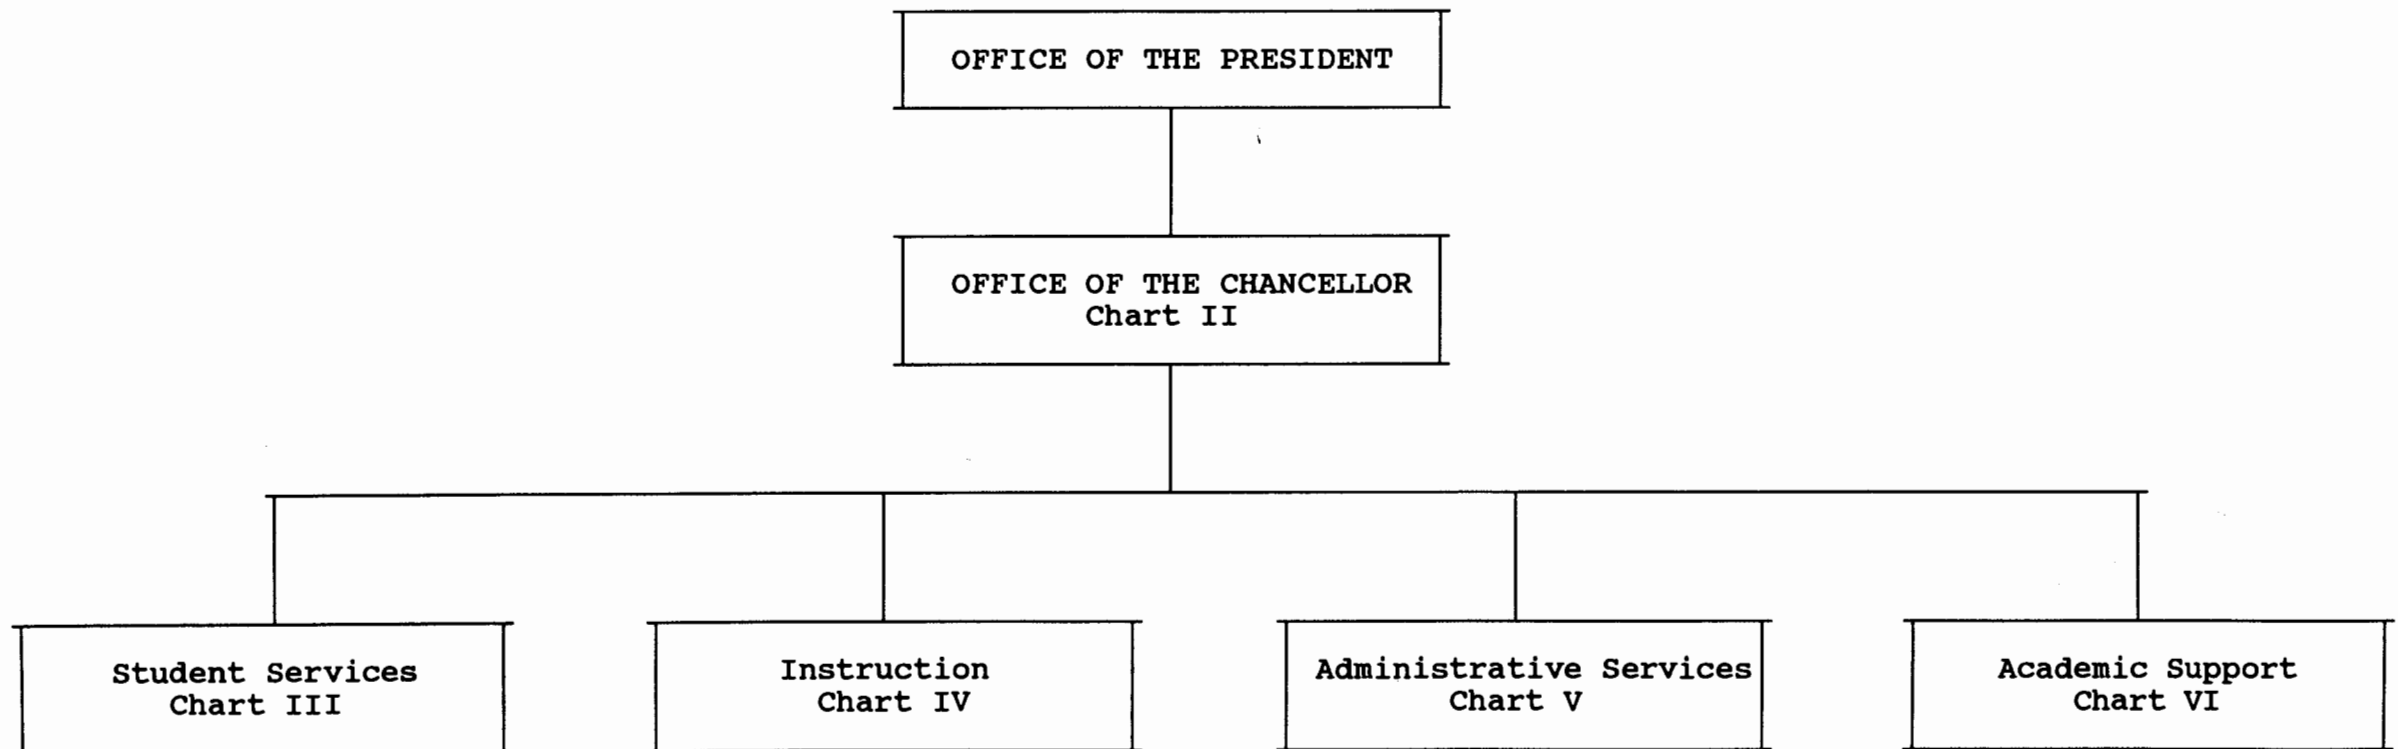 OFFICE OF THE PRESIDENT
OFFICE OF THE CHANCELLOR
Chart II
Student Services
Chart III
Instruction
Chart IV
Administrative Services
Chart V
Academic Support
Chart VI